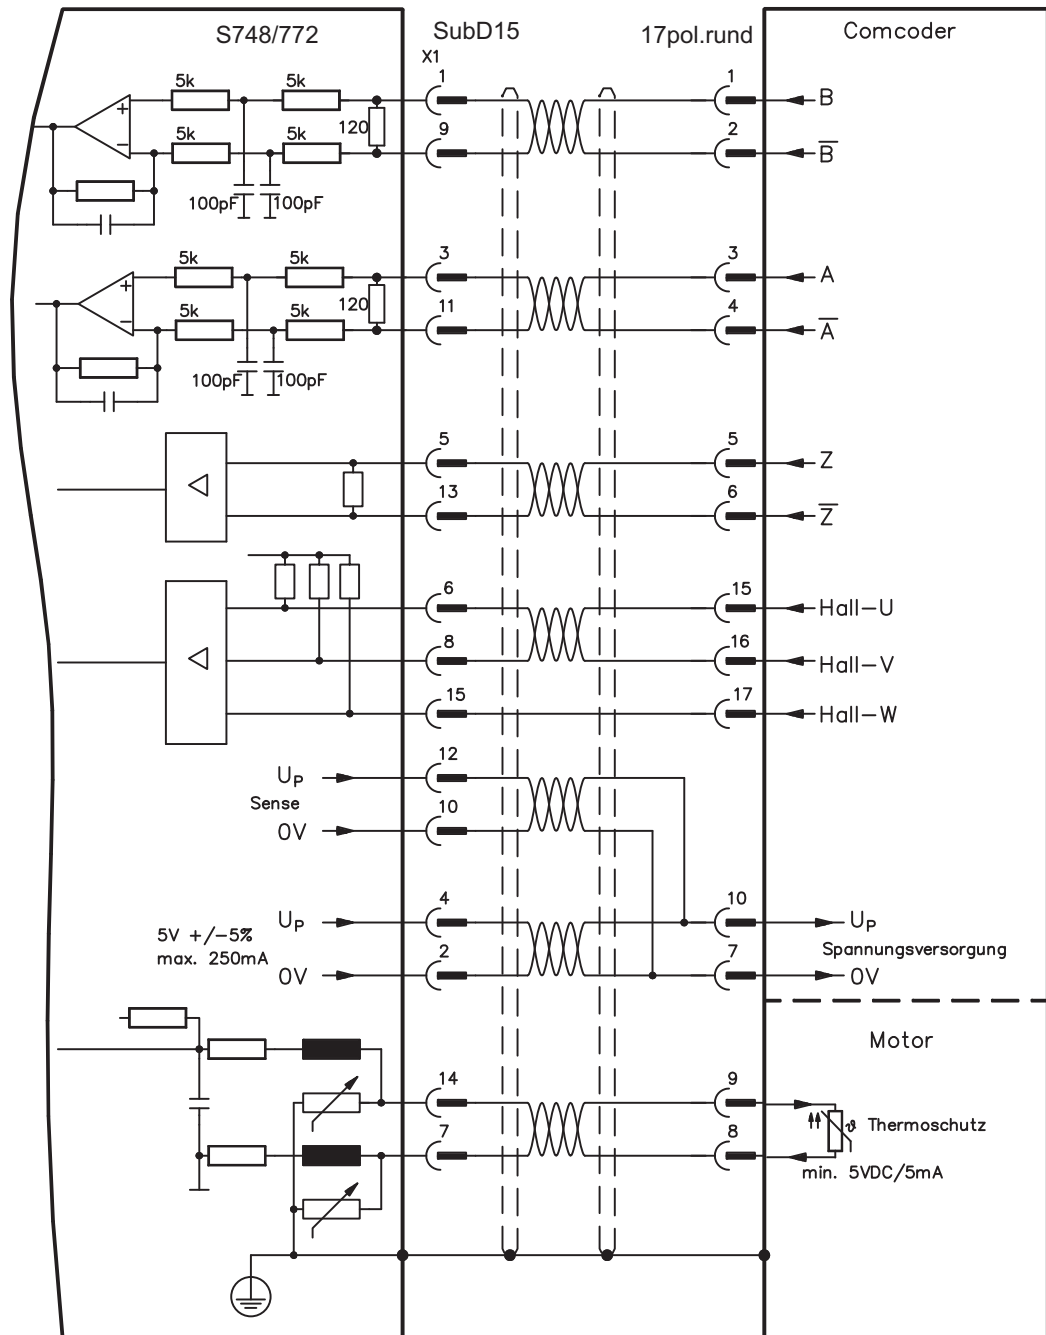 S748/772 SubD15 17pol.rund Comcoder
X1
5k 5k 1 1 B
+ 120
5k 5k 9 2 B̅
−
100pF 100pF
5k 5k 3 3 A
+ 120
5k 5k 11 4 A̅
−
100pF 100pF
5 5 Z
13 6 Z̅
6 15 Hall-U
8 16 Hall-V
15 17 Hall-W
UP 12
Sense
0V 10
UP 4 10 UP
5V +/-5%
max. 250mA
Spannungsversorgung
0V 2 7 0V
Motor
14 9
ϑ Thermoschutz
7 8
min. 5VDC/5mA